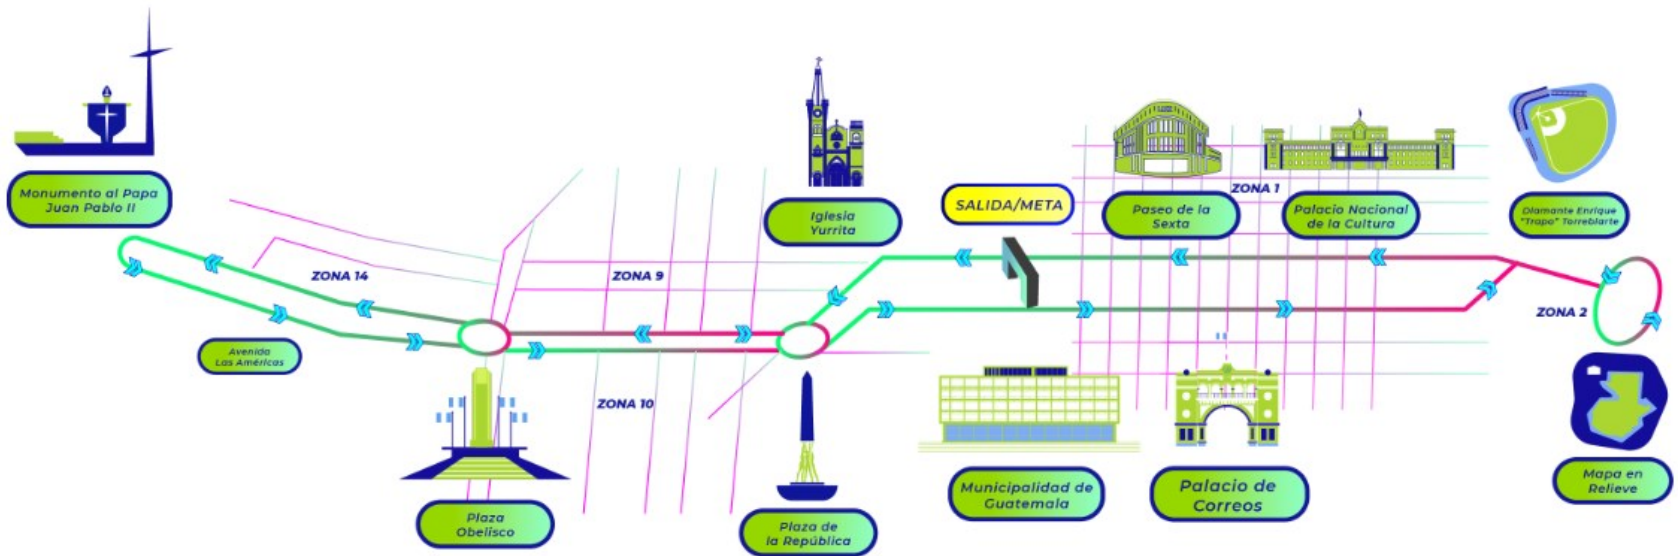 Monumento al Papa
Juan Pablo II
Avenida
Las Américas
ZONA 14
Plaza
Obelisco
ZONA 9
ZONA 10
Iglesia
Yurrita
Plaza de
la República
SALIDA/META
Municipalidad de
Guatemala
Paseo de la
Sexta
ZONA 1
Palacio Nacional
de la Cultura
Palacio de
Correos
Diamante Enrique
"Trapo" Torrebiarte
ZONA 2
Mapa en
Relieve